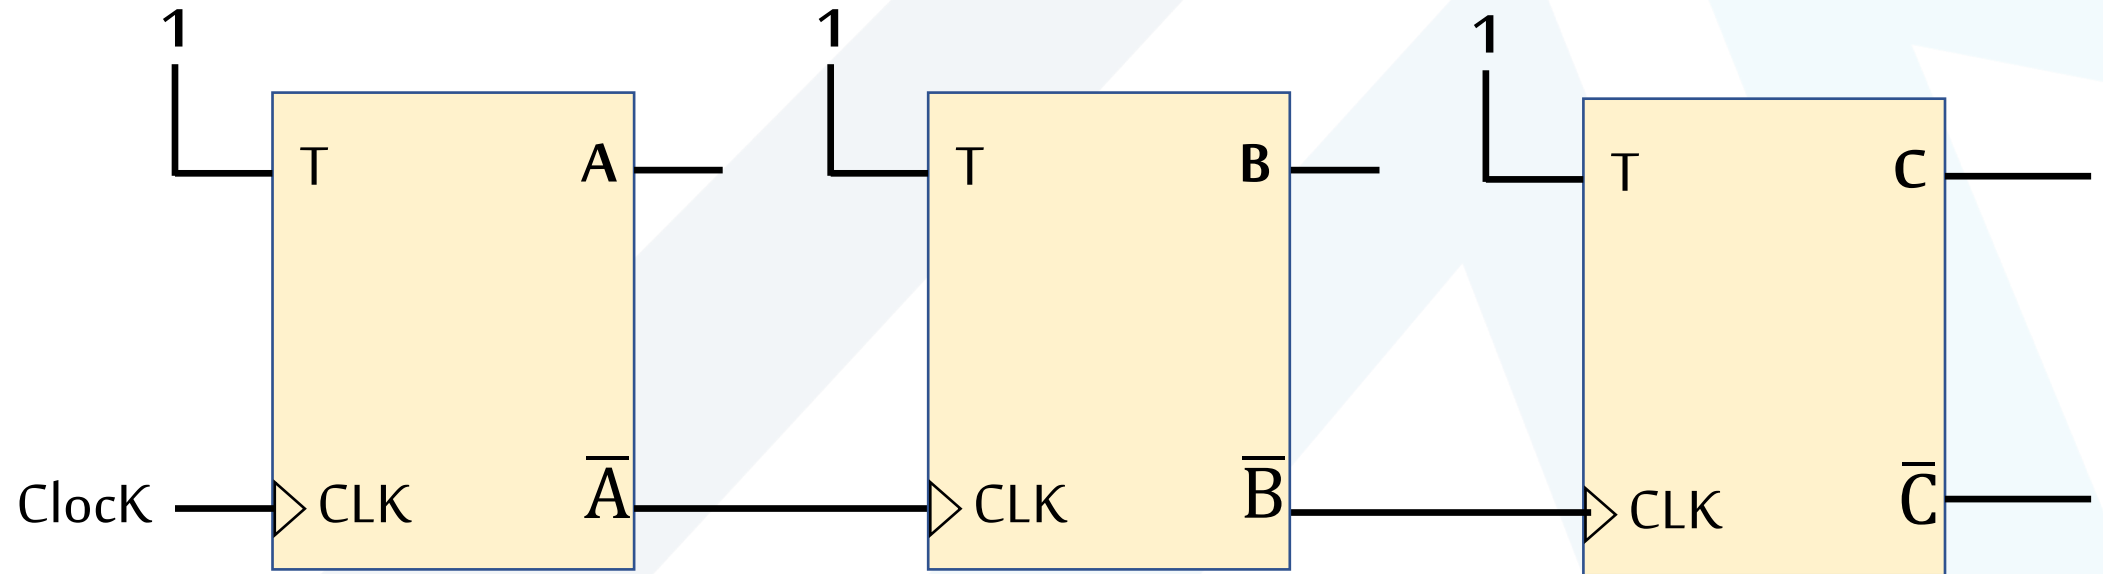 1 1 1
T A T B T C
ClocK CLK A̅ CLK B̅ CLK C̅